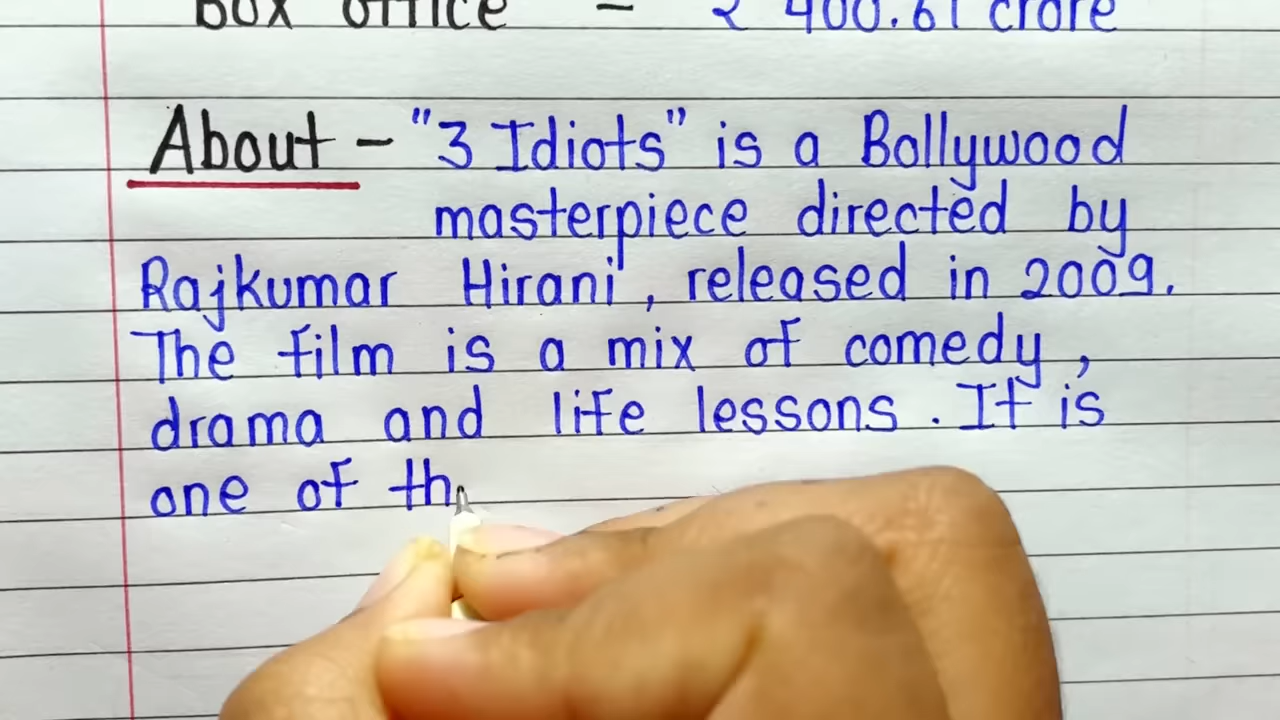 Box office - ₹ 400.61 crore
About - "3 Idiots" is a Bollywood
masterpiece directed by
Rajkumar Hirani, released in 2009.
The film is a mix of comedy,
drama and life lessons. It is
one of th